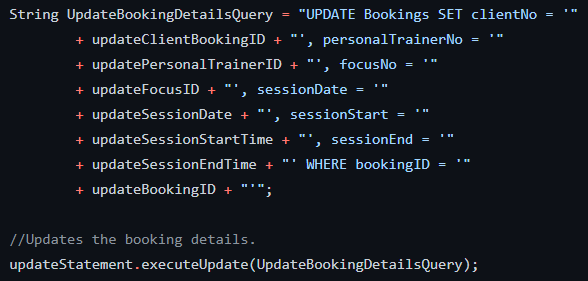 String UpdateBookingDetailsQuery = "UPDATE Bookings SET clientNo = '"
+ updateClientBookingID + "', personalTrainerNo = '"
+ updatePersonalTrainerID + "', focusNo = '"
+ updateFocusID + "', sessionDate = '"
+ updateSessionDate + "', sessionStart = '"
+ updateSessionStartTime + "', sessionEnd = '"
+ updateSessionEndTime + "' WHERE bookingID = '"
+ updateBookingID + "'";
//Updates the booking details.
updateStatement.executeUpdate(UpdateBookingDetailsQuery);